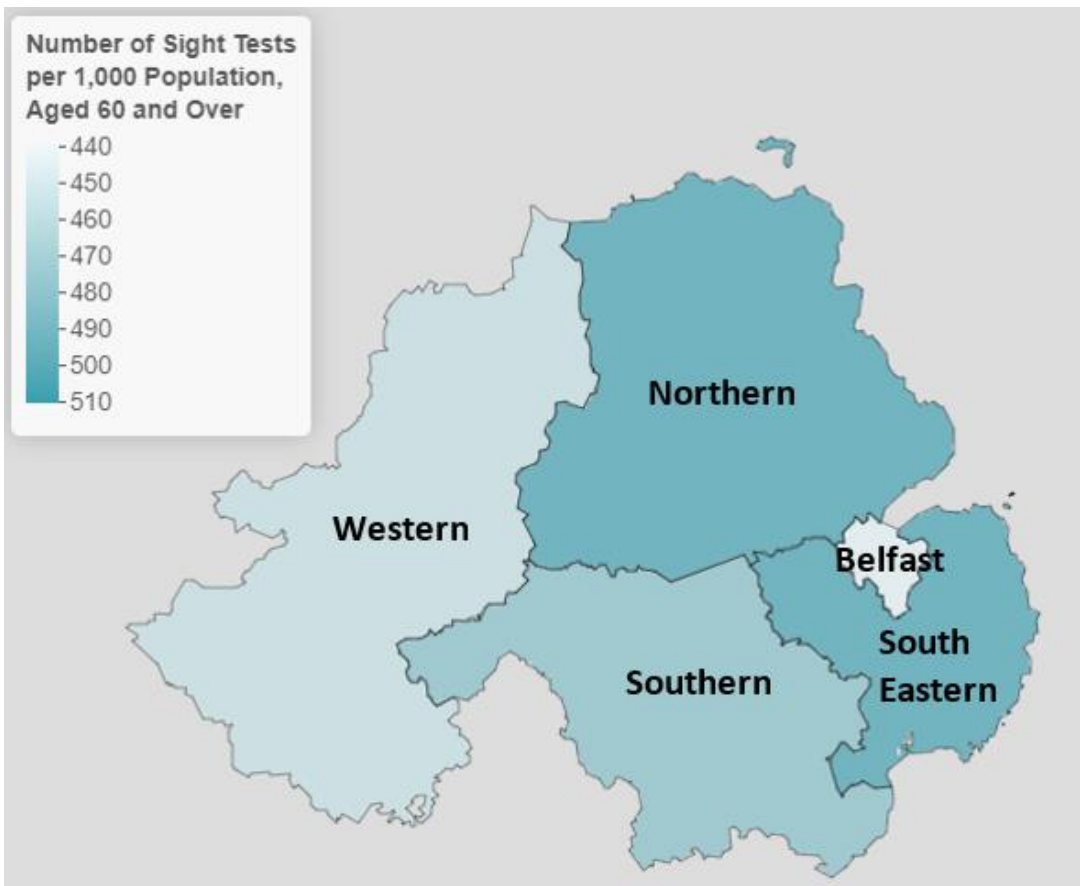 Number of Sight Tests
per 1,000 Population,
Aged 60 and Over
440
450
460
470
480
490
500
510
Northern
Western
Belfast
South
Eastern
Southern